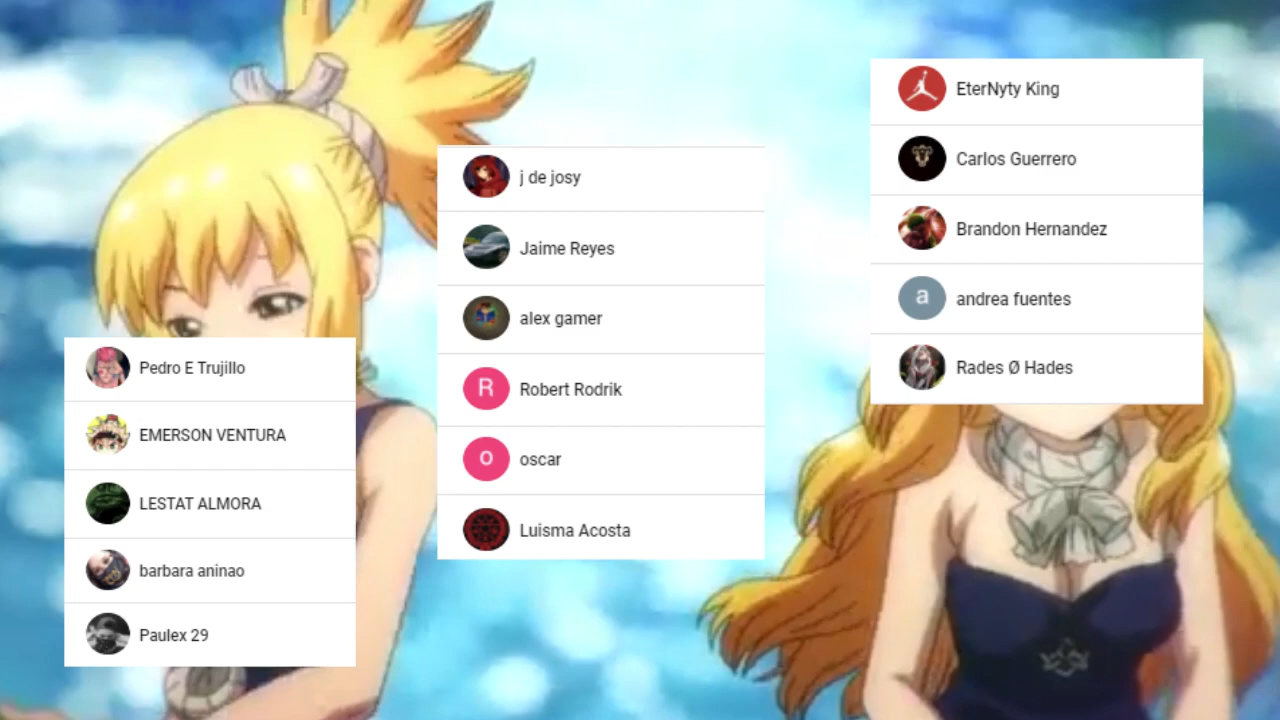 Pedro E Trujillo
EMERSON VENTURA
LESTAT ALMORA
barbara aninao
Paulex 29
j de josy
Jaime Reyes
alex gamer
R
Robert Rodrik
o
oscar
Luisma Acosta
EterNyty King
Carlos Guerrero
Brandon Hernandez
a
andrea fuentes
Rades Ø Hades